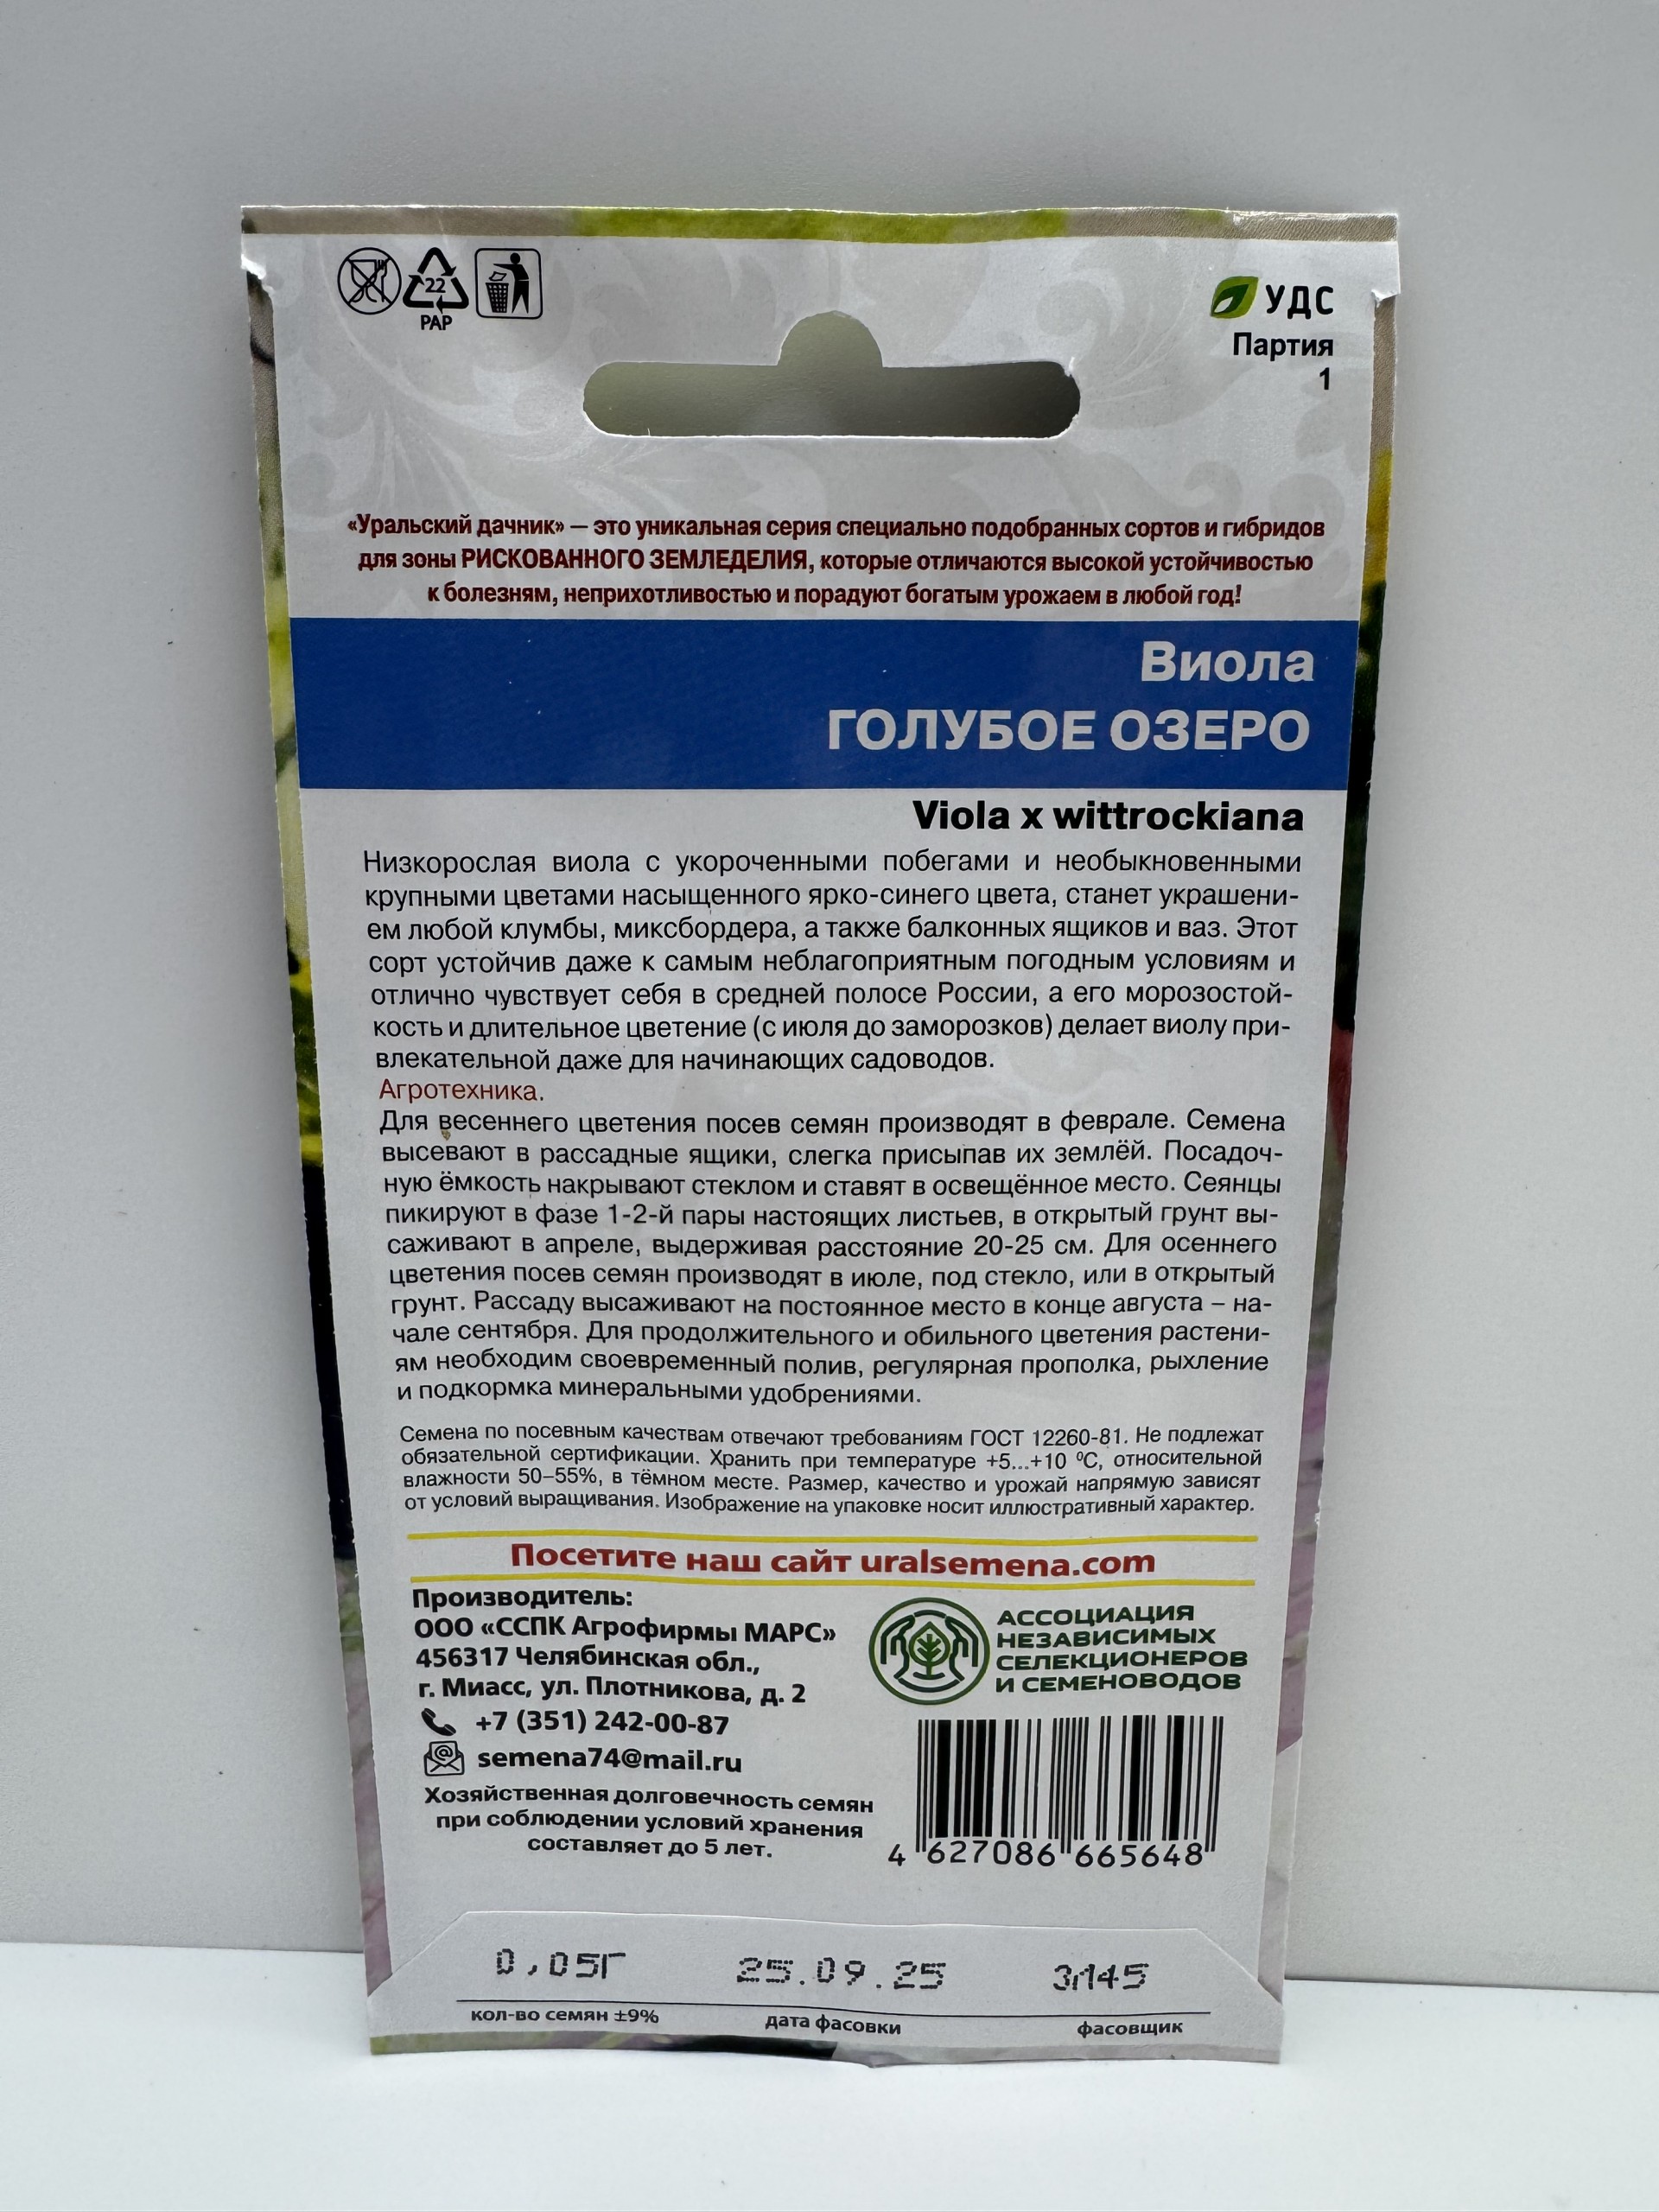 22
PAP
УДС
Партия
1
«Уральский дачник» — это уникальная серия специально подобранных сортов и гибридов
для зоны РИСКОВАННОГО ЗЕМЛЕДЕЛИЯ, которые отличаются высокой устойчивостью
к болезням, неприхотливостью и порадуют богатым урожаем в любой год!
Виола
ГОЛУБОЕ ОЗЕРО
Viola x wittrockiana
Низкорослая виола с укороченными побегами и необыкновенными
крупными цветами насыщенного ярко-синего цвета, станет украшени-
ем любой клумбы, миксбордера, а также балконных ящиков и ваз. Этот
сорт устойчив даже к самым неблагоприятным погодным условиям и
отлично чувствует себя в средней полосе России, а его морозостой-
кость и длительное цветение (с июля до заморозков) делает виолу при-
влекательной даже для начинающих садоводов.
Агротехника.
Для весеннего цветения посев семян производят в феврале. Семена
высевают в рассадные ящики, слегка присыпав их землёй. Посадоч-
ную ёмкость накрывают стеклом и ставят в освещённое место. Сеянцы
пикируют в фазе 1-2-й пары настоящих листьев, в открытый грунт вы-
саживают в апреле, выдерживая расстояние 20-25 см. Для осеннего
цветения посев семян производят в июле, под стекло, или в открытый
грунт. Рассаду высаживают на постоянное место в конце августа – на-
чале сентября. Для продолжительного и обильного цветения растени-
ям необходим своевременный полив, регулярная прополка, рыхление
и подкормка минеральными удобрениями.
Семена по посевным качествам отвечают требованиям ГОСТ 12260-81. Не подлежат
обязательной сертификации. Хранить при температуре +5...+10 ⁰С, относительной
влажности 50–55%, в тёмном месте. Размер, качество и урожай напрямую зависят
от условий выращивания. Изображение на упаковке носит иллюстративный характер.
Посетите наш сайт uralsemena.com
Производитель:
ООО «ССПК Агрофирмы МАРС»
456317 Челябинская обл.,
г. Миасс, ул. Плотникова, д. 2
+7 (351) 242-00-87
semena74@mail.ru
Хозяйственная долговечность семян
при соблюдении условий хранения
составляет до 5 лет.
АССОЦИАЦИЯ
НЕЗАВИСИМЫХ
СЕЛЕКЦИОНЕРОВ
И СЕМЕНОВОДОВ
4 627086 665648
0,05Г 25.09.25
кол-во семян ±9% дата фасовки фасовщик